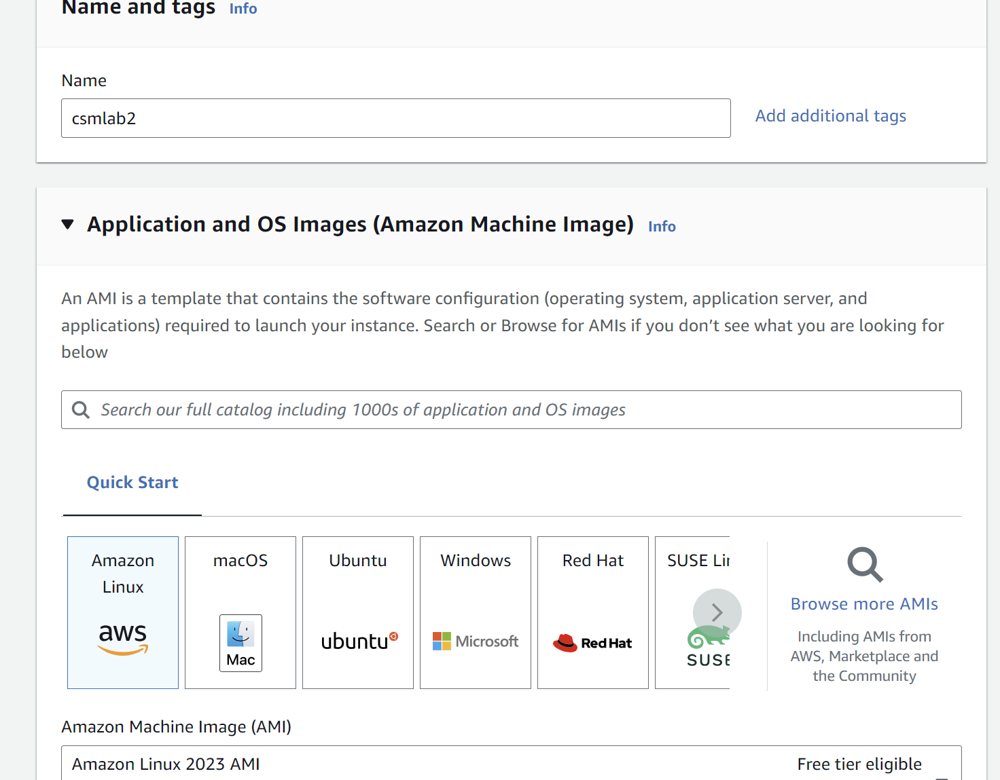 Name and tags Info
Name
csmlab2
Add additional tags
Application and OS Images (Amazon Machine Image) Info
An AMI is a template that contains the software configuration (operating system, application server, and
applications) required to launch your instance. Search or Browse for AMIs if you don’t see what you are looking for
below
Search our full catalog including 1000s of application and OS images
Quick Start
Amazon
Linux
aws
macOS
Mac
Ubuntu
ubuntu
Windows
Microsoft
Red Hat
Red Hat
SUSE
SUSE
Browse more AMIs
Including AMIs from
AWS, Marketplace and
the Community
Amazon Machine Image (AMI)
Amazon Linux 2023 AMI
Free tier eligible